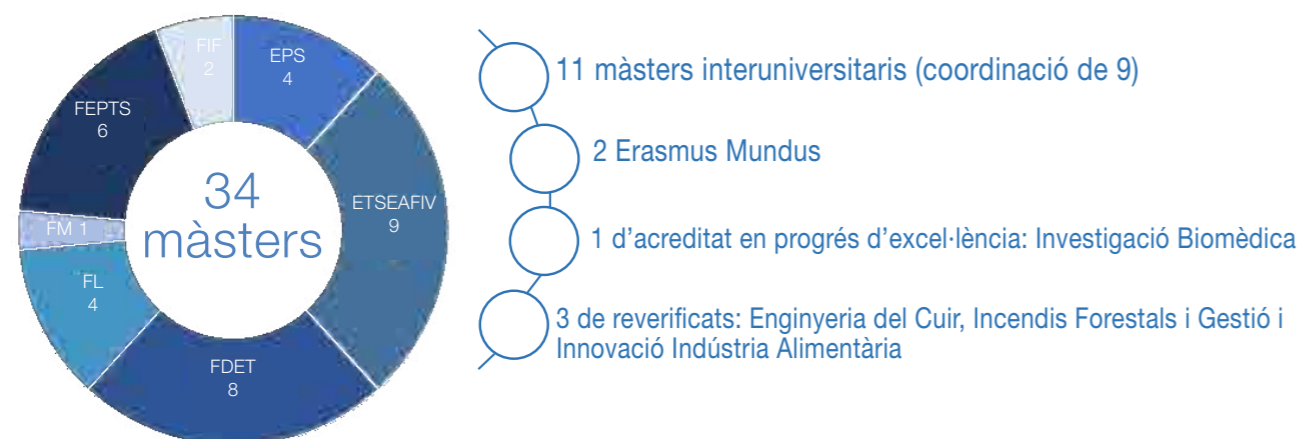 FIF
2
EPS
4
FEPTS
6
ETSEAFIV
9
34
màsters
FM 1
FL
4
FDET
8
11 màsters interuniversitaris (coordinació de 9)
2 Erasmus Mundus
1 d’acreditat en progrés d’excel·lència: Investigació Biomèdica
3 de reverificats: Enginyeria del Cuir, Incendis Forestals i Gestió i
Innovació Indústria Alimentària